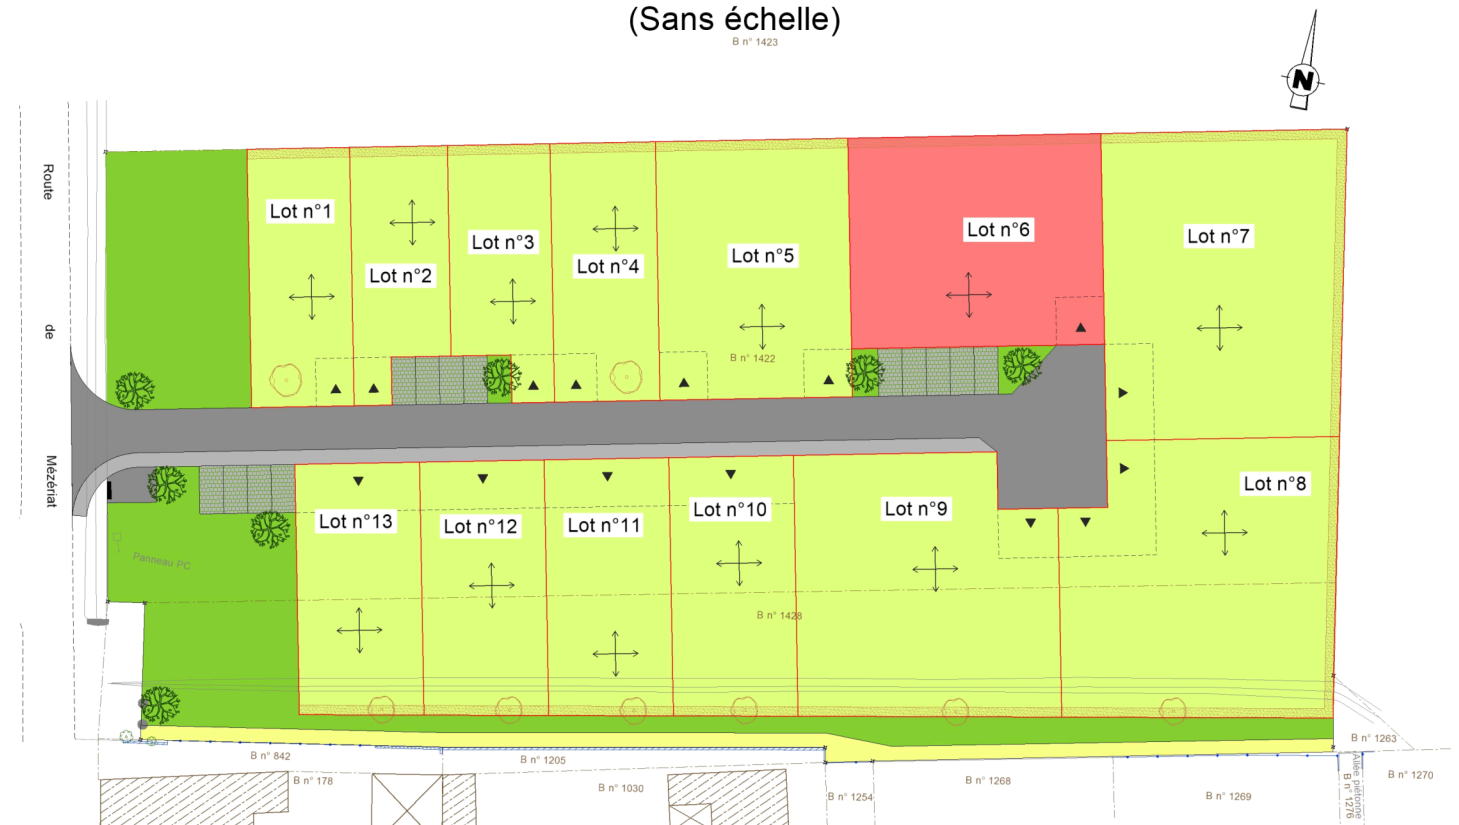 (Sans échelle)
B n° 1423
N
Route
de
Mézériat
Lot n°1
Lot n°2
Lot n°3
Lot n°4
Lot n°5
Lot n°6
Lot n°7
B n° 1422
Lot n°13
Lot n°12
Lot n°11
Lot n°10
Lot n°9
Lot n°8
Panneau PC
B n° 1428
B n° 842
B n° 178
B n° 1205
B n° 1030
B n° 1254
B n° 1268
B n° 1269
B n° 1263
B n° 1270
Allée piétonne
B n° 1276